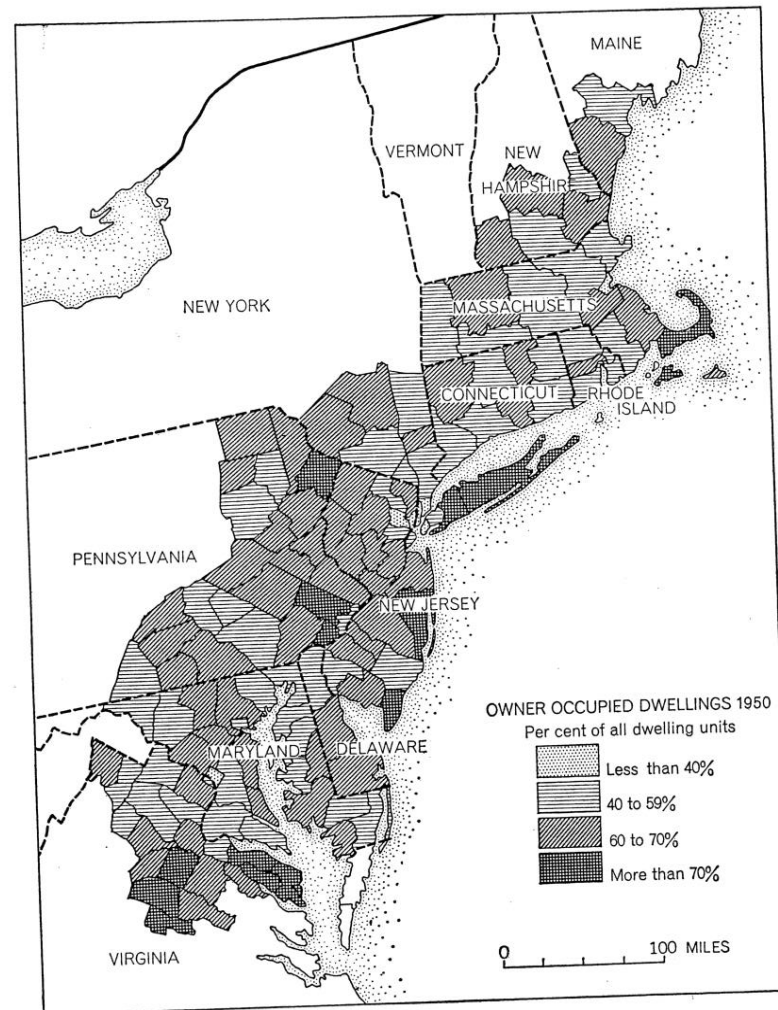 MAINE
VERMONT
NEW
HAMPSHIR
NEW YORK
MASSACHUSETTS
CONNECTICUT
RHODE
ISLAND
PENNSYLVANIA
NEW JERSEY
OWNER OCCUPIED DWELLINGS 1950
Per cent of all dwelling units
MARYLAND
DELAWARE
Less than 40%
40 to 59%
60 to 70%
More than 70%
VIRGINIA
0
100 MILES